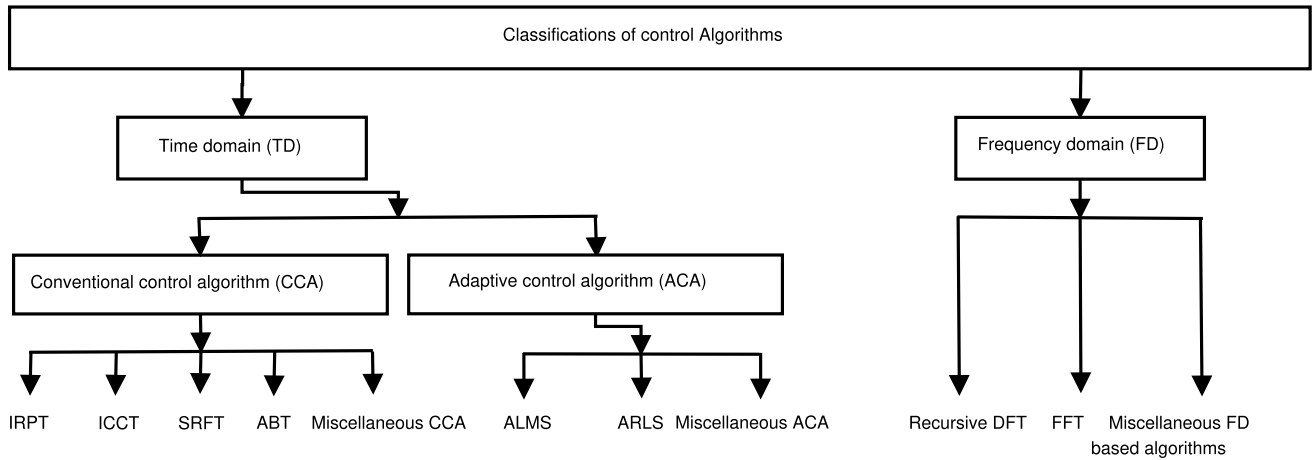 Classifications of control Algorithms
Time domain (TD)
Frequency domain (FD)
Conventional control algorithm (CCA)
Adaptive control algorithm (ACA)
IRPT
ICCT
SRFT
ABT
Miscellaneous CCA
ALMS
ARLS
Miscellaneous ACA
Recursive DFT
FFT
Miscellaneous FD
based algorithms